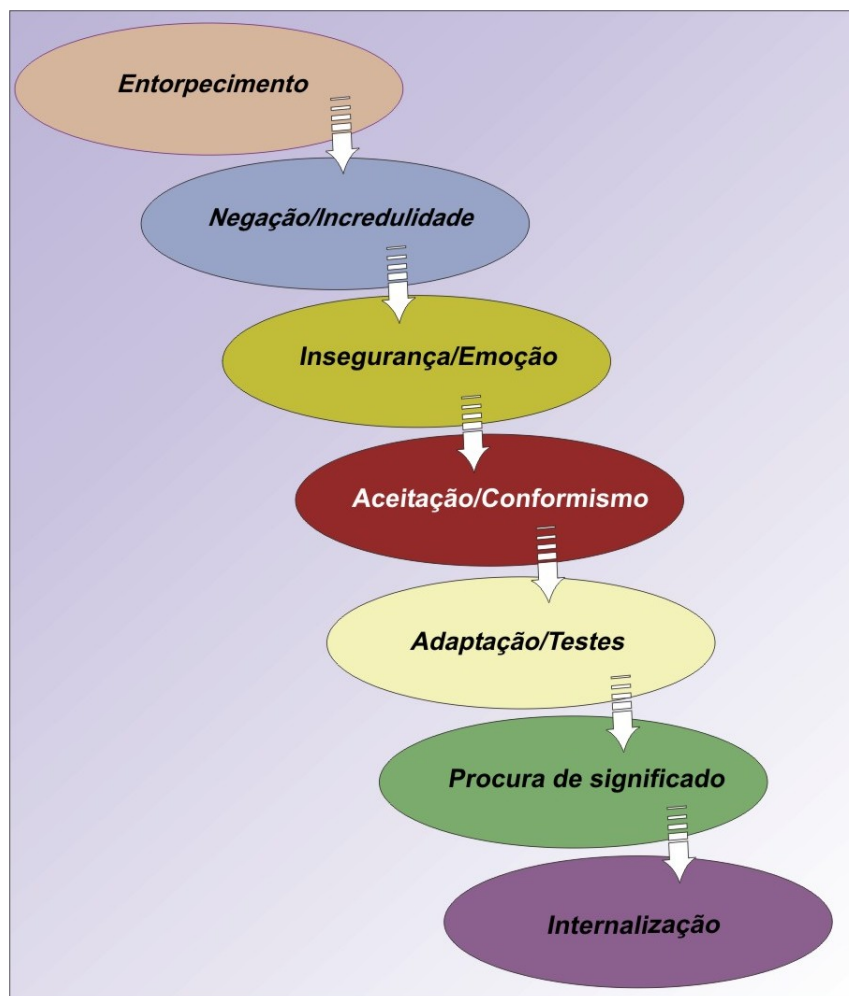 Entorpecimento
Negação/Incredulidade
Insegurança/Emoção
Aceitação/Conformismo
Adaptação/Testes
Procura de significado
Internalização